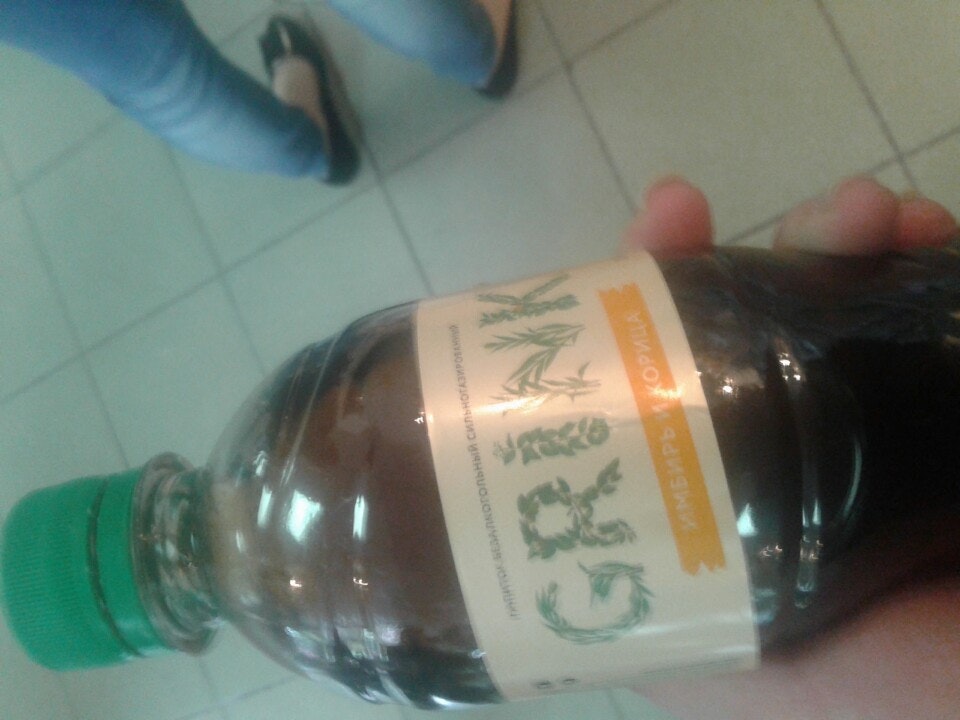 НАПИТОК БЕЗАЛКОГОЛЬНЫЙ СИЛЬНОГАЗИРОВАННЫЙ
GRINK
ИМБИРЬ И КОРИЦА